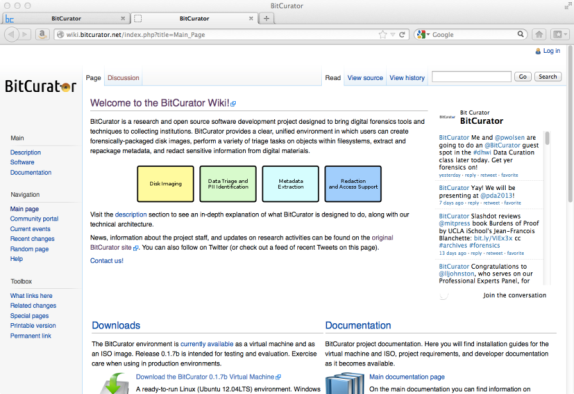 BitCurator
bc BitCurator
BitCurator
wiki.bitcurator.net/index.php?title=Main_Page
Google
Log in
BitCurator
Page Discussion
Read View source View history
Go Search
Main
Description
Software
Documentation
Navigation
Main page
Community portal
Current events
Recent changes
Random page
Help
Toolbox
What links here
Related changes
Special pages
Printable version
Permanent link
Welcome to the BitCurator Wiki!
BitCurator is a research and open source software development project designed to bring digital forensics tools and
techniques to collecting institutions. BitCurator provides a clear, unified environment in which users can create
forensically-packaged disk images, perform a variety of triage tasks on objects within filesystems, extract and
repackage metadata, and redact sensitive information from digital materials.
Disk Imaging
Data Triage and
PII Identification
Metadata
Extraction
Redaction
and Access Support
Visit the description section to see an in-depth explanation of what BitCurator is designed to do, along with our
technical architecture.
News, information about the project staff, and updates on research activities can be found on the original
BitCurator site. You can also follow on Twitter (or check out a feed of recent Tweets on this page).
Contact us!
Bit Curator
BitCurator
BitCurator Me and @pwolsen are
going to do an @BitCurator guest
spot in the #dhwi Data Curation
class later today. Get yer
forensics on!
yesterday · reply · retweet · favorite
BitCurator Yay! We will be
presenting at @pda2013!
7 days ago · reply · retweet · favorite
BitCurator Slashdot reviews
@mitpress book Burdens of Proof
by UCLA iSchool's Jean-Francois
Blanchette: bit.ly/VlEx3x cc
#archives #forensics
13 days ago · reply · retweet · favorite
BitCurator Congratulations to
@lljohnston, who serves on our
Professional Experts Panel, for
Join the conversation
Downloads
The BitCurator environment is currently available as a virtual machine and as
an ISO image. Release 0.1.7b is intended for testing and evaluation. Exercise
care when using in production environments.
Download the BitCurator 0.1.7b Virtual Machine
A ready-to-run Linux (Ubuntu 12.04LTS) environment. Windows
Documentation
BitCurator project documentation. Here you will find installation guides for the
virtual machine and ISO, project requirements, and developer documentation
as it becomes available.
Main documentation page
On the main documentation you can find information on